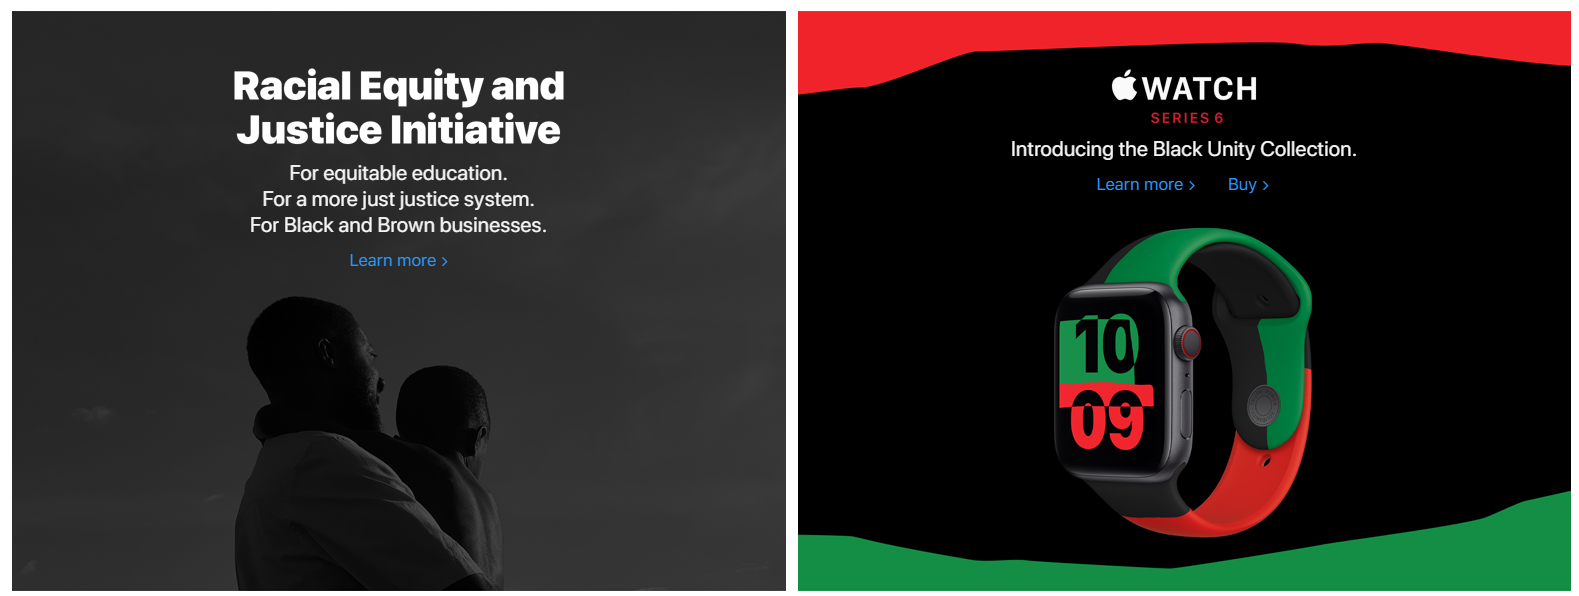 Racial Equity and
Justice Initiative
For equitable education.
For a more just justice system.
For Black and Brown businesses.
Learn more >
WATCH
SERIES 6
Introducing the Black Unity Collection.
Learn more > Buy >
10
09